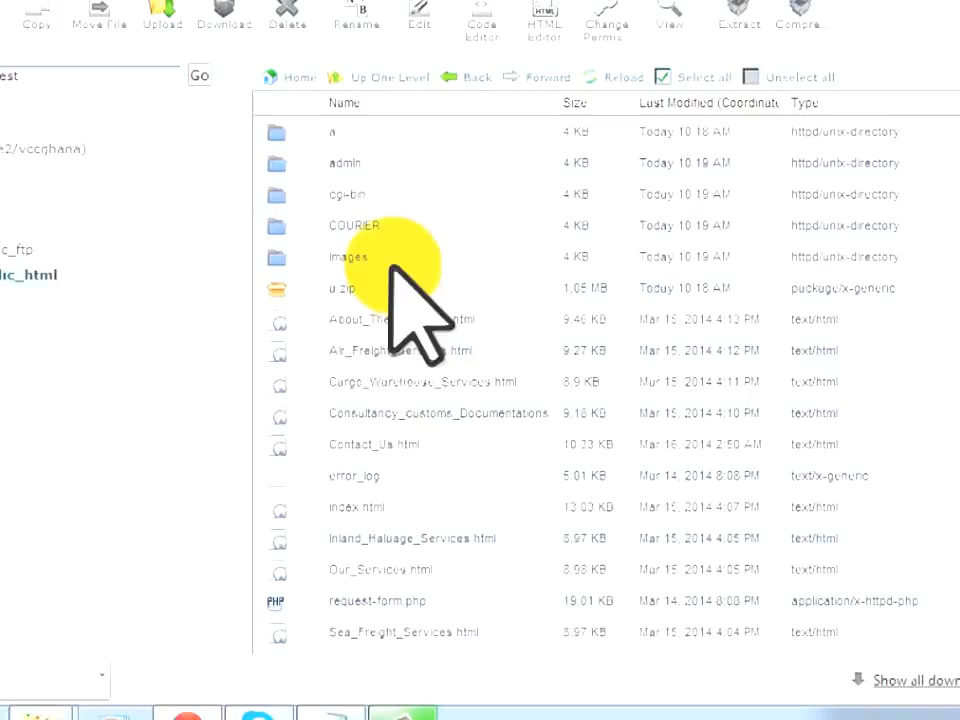 Copy Move File Upload Download Delete Rename Edit Code Editor HTML Editor Change Permis. View Extract Compre..
est Go
Home Up One Level Back Forward Reload Select all Unselect all
Name Size Last Modified (Coordinate Type
a 4 KB Today 10:18 AM httpd/unix-directory
admin 4 KB Today 10:19 AM httpd/unix-directory
e2/vccghana)
cgi-bin 4 KB Today 10:19 AM httpd/unix-directory
COURIER 4 KB Today 10:19 AM httpd/unix-directory
ic_ftp
images 4 KB Today 10:19 AM httpd/unix-directory
lic_html
u.zip 1.05 MB Today 10:18 AM package/x-generic
About_The html 9.46 KB Mar 15, 2014 4:13 PM text/html
Air_Freight html 9.27 KB Mar 15, 2014 4:12 PM text/html
Cargo_Warehouse_Services.html 8.9 KB Mar 15, 2014 4:11 PM text/html
Consultancy_customs_Documentations 9.18 KB Mar 15, 2014 4:10 PM text/html
Contact_Us.html 10.33 KB Mar 16, 2014 2:50 AM text/html
error_log 5.01 KB Mar 14, 2014 8:08 PM text/x-generic
index.html 13.03 KB Mar 15, 2014 4:07 PM text/html
Inland_Haluage_Services.html 8.97 KB Mar 15, 2014 4:05 PM text/html
Our_Services.html 8.98 KB Mar 15, 2014 4:05 PM text/html
PHP request-form.php 19.01 KB Mar 14, 2014 8:08 PM application/x-httpd-php
Sea_Freight_Services.html 8.97 KB Mar 15, 2014 4:04 PM text/html
Show all down